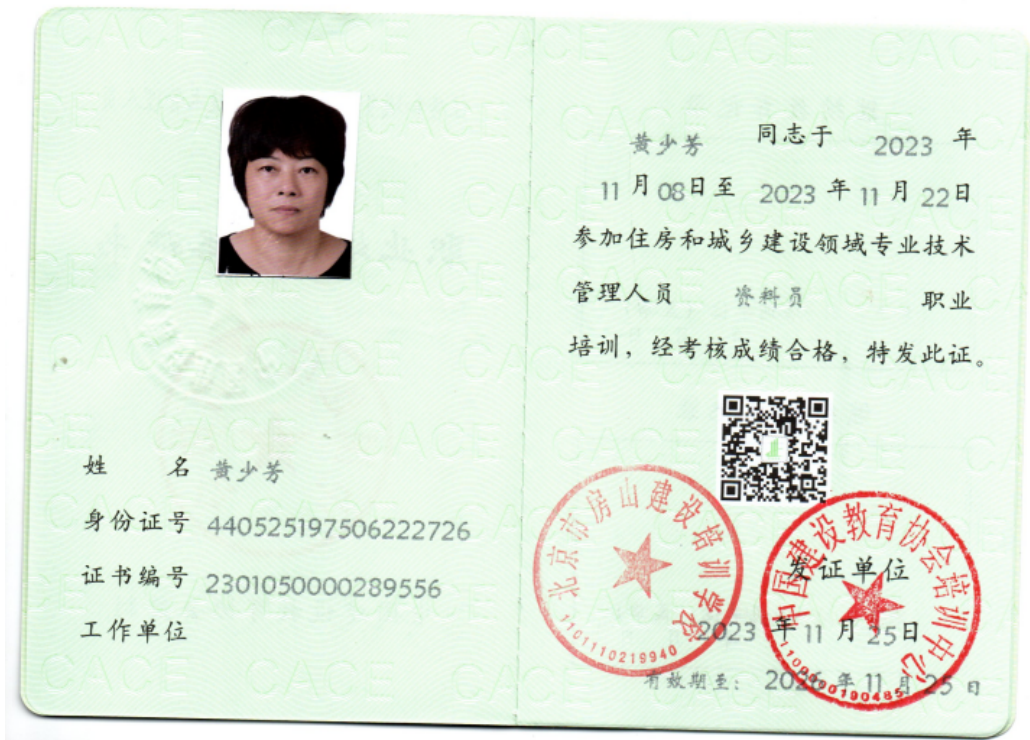 姓 名 黄少芳
身份证号 440525197506222726
证书编号 2301050000289556
工作单位
黄少芳 同志于 2023 年
11 月 08 日至 2023 年 11 月 22 日
参加住房和城乡建设领域专业技术
管理人员 资料员 职业
培训，经考核成绩合格，特发此证。
北京市房山建设培训学校
1101110219940
中国建设教育协会培训中心
发证单位
2023 年 11 月 25 日
有效期至： 2026 年 11 月 25 日
CACE